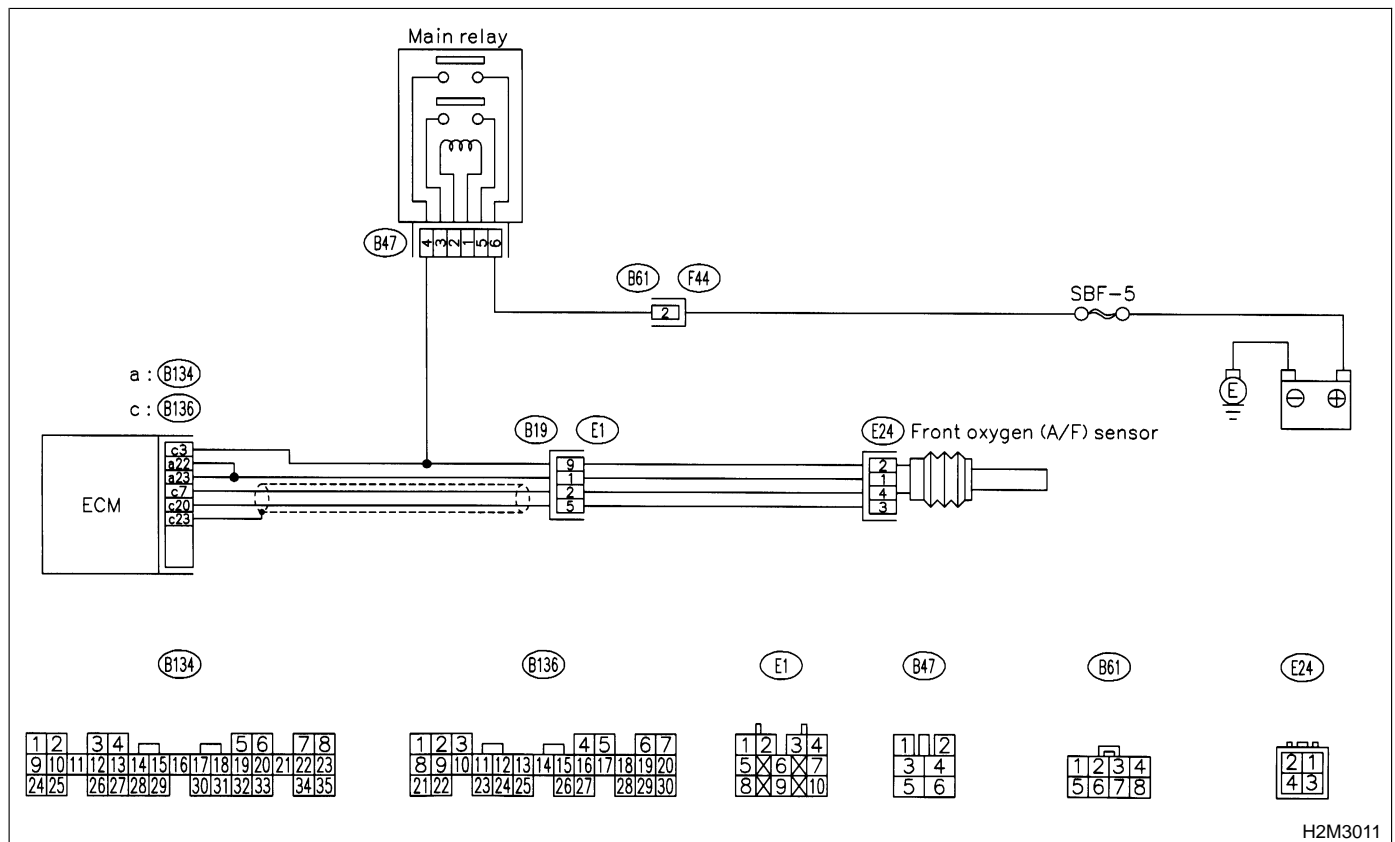 Main relay
B47
4 3 2 1 5 6
B61 F44
2
SBF-5
E
a : B134
c : B136
B19 E1
E24 Front oxygen (A/F) sensor
ECM
c3
a22
a23
c7
c20
c23
9
1
2
5
2
1
4
3
B134
B136
E1
B47
B61
E24
1 2 3 4 5 6 7 8
9 10 11 12 13 14 15 16 17 18 19 20 21 22 23
24 25 26 27 28 29 30 31 32 33 34 35
1 2 3 4 5 6 7
8 9 10 11 12 13 14 15 16 17 18 19 20
21 22 23 24 25 26 27 28 29 30
1 2 3 4
5 6 7
8 9 10
1 2
3 4
5 6
1 2 3 4
5 6 7 8
2 1
4 3
H2M3011